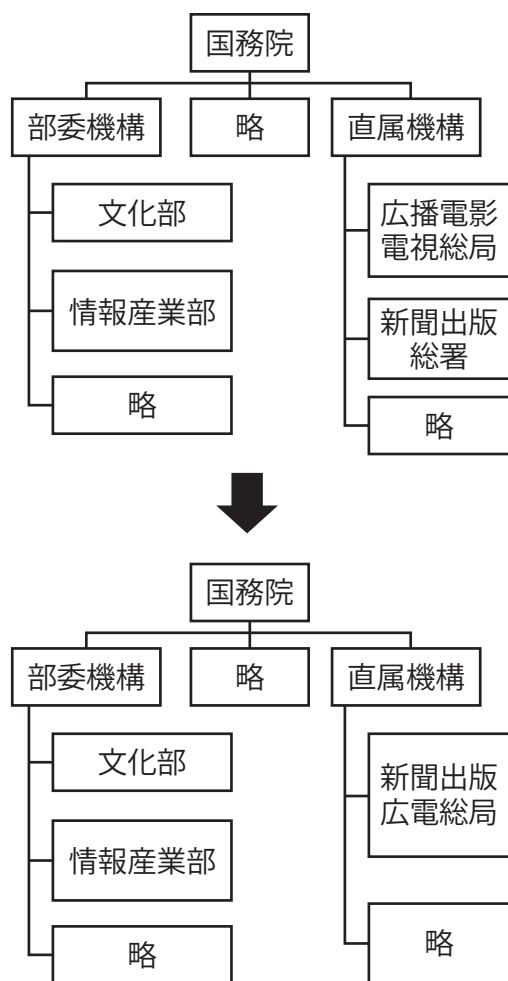 国務院
部委機構
略
直属機構
文化部
情報産業部
略
広播電影
電視総局
新聞出版
総署
略
国務院
部委機構
略
直属機構
文化部
情報産業部
略
新聞出版
広電総局
略